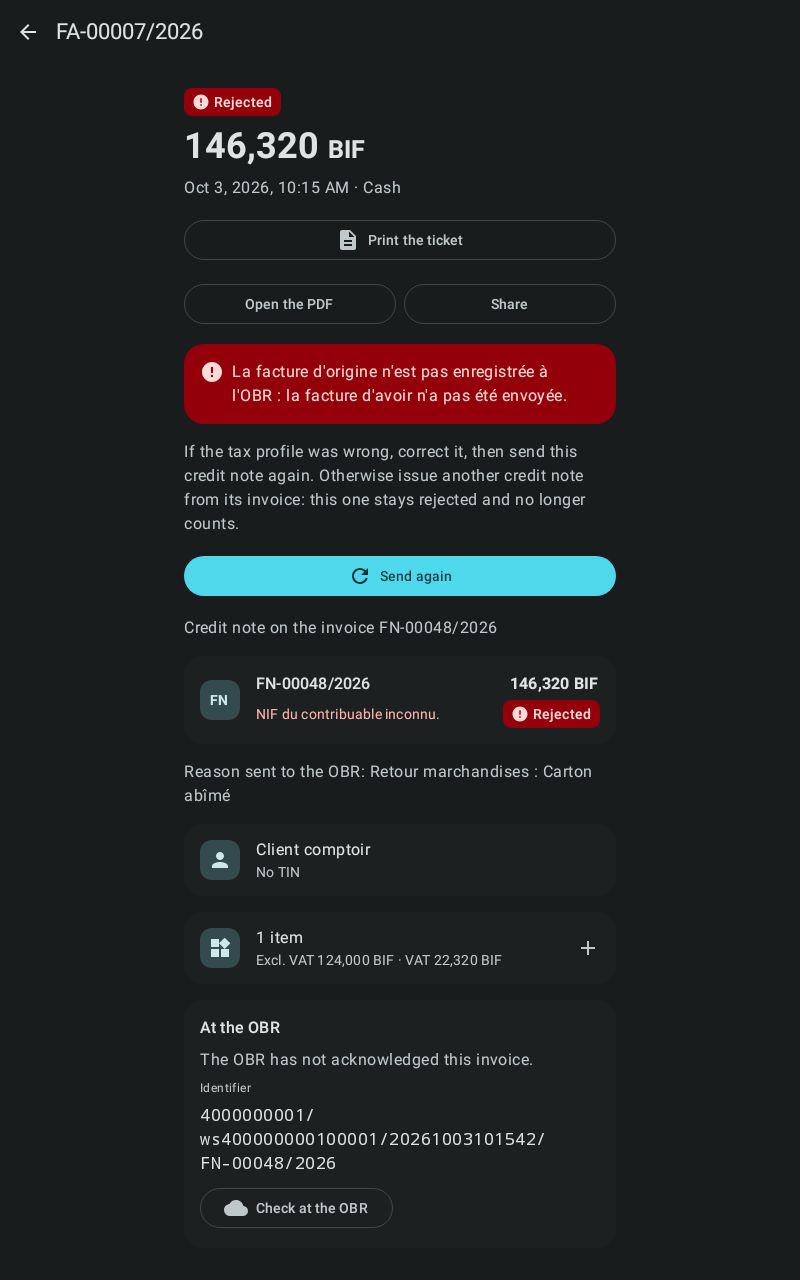 FA-00007/2026
Rejected
146,320 BIF
Oct 3, 2026, 10:15 AM · Cash
Print the ticket
Open the PDF
Share
La facture d'origine n'est pas enregistrée à
l'OBR : la facture d'avoir n'a pas été envoyée.
If the tax profile was wrong, correct it, then send this
credit note again. Otherwise issue another credit note
from its invoice: this one stays rejected and no longer
counts.
Send again
Credit note on the invoice FN-00048/2026
FN
FN-00048/2026
146,320 BIF
NIF du contribuable inconnu.
Rejected
Reason sent to the OBR: Retour marchandises : Carton
abîmé
Client comptoir
No TIN
1 item
Excl. VAT 124,000 BIF · VAT 22,320 BIF
At the OBR
The OBR has not acknowledged this invoice.
Identifier
4000000001/
ws400000000100001/20261003101542/
FN-00048/2026
Check at the OBR